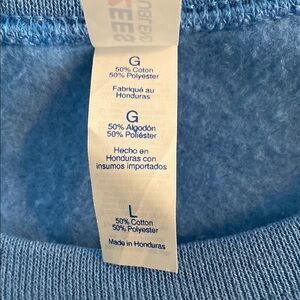 G
50% Coton
50% Polyester
Fabriqué au
Honduras
G
50% Algodón
50% Poliéster
Hecho en
Honduras con
insumos importados
L
50% Cotton
50% Polyester
Made in Honduras